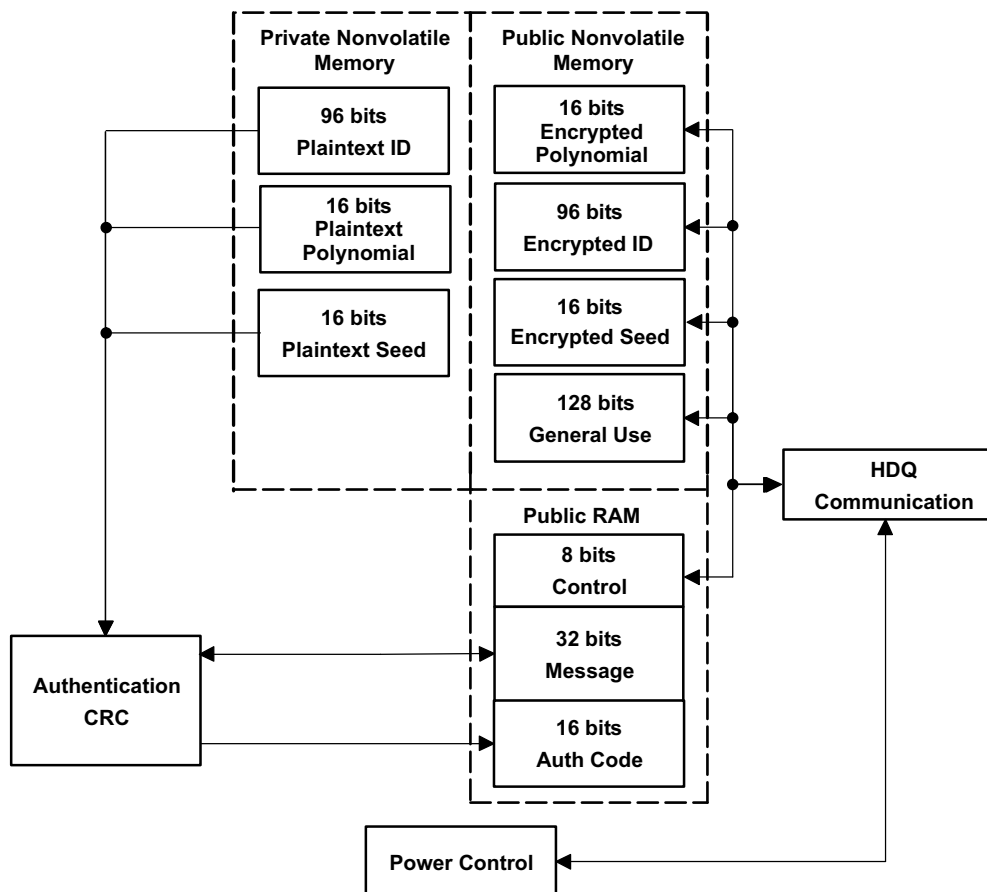 Private Nonvolatile
Memory
96 bits
Plaintext ID
16 bits
Plaintext
Polynomial
16 bits
Plaintext Seed
Public Nonvolatile
Memory
16 bits
Encrypted
Polynomial
96 bits
Encrypted ID
16 bits
Encrypted Seed
128 bits
General Use
HDQ
Communication
Public RAM
8 bits
Control
32 bits
Message
16 bits
Auth Code
Authentication
CRC
Power Control